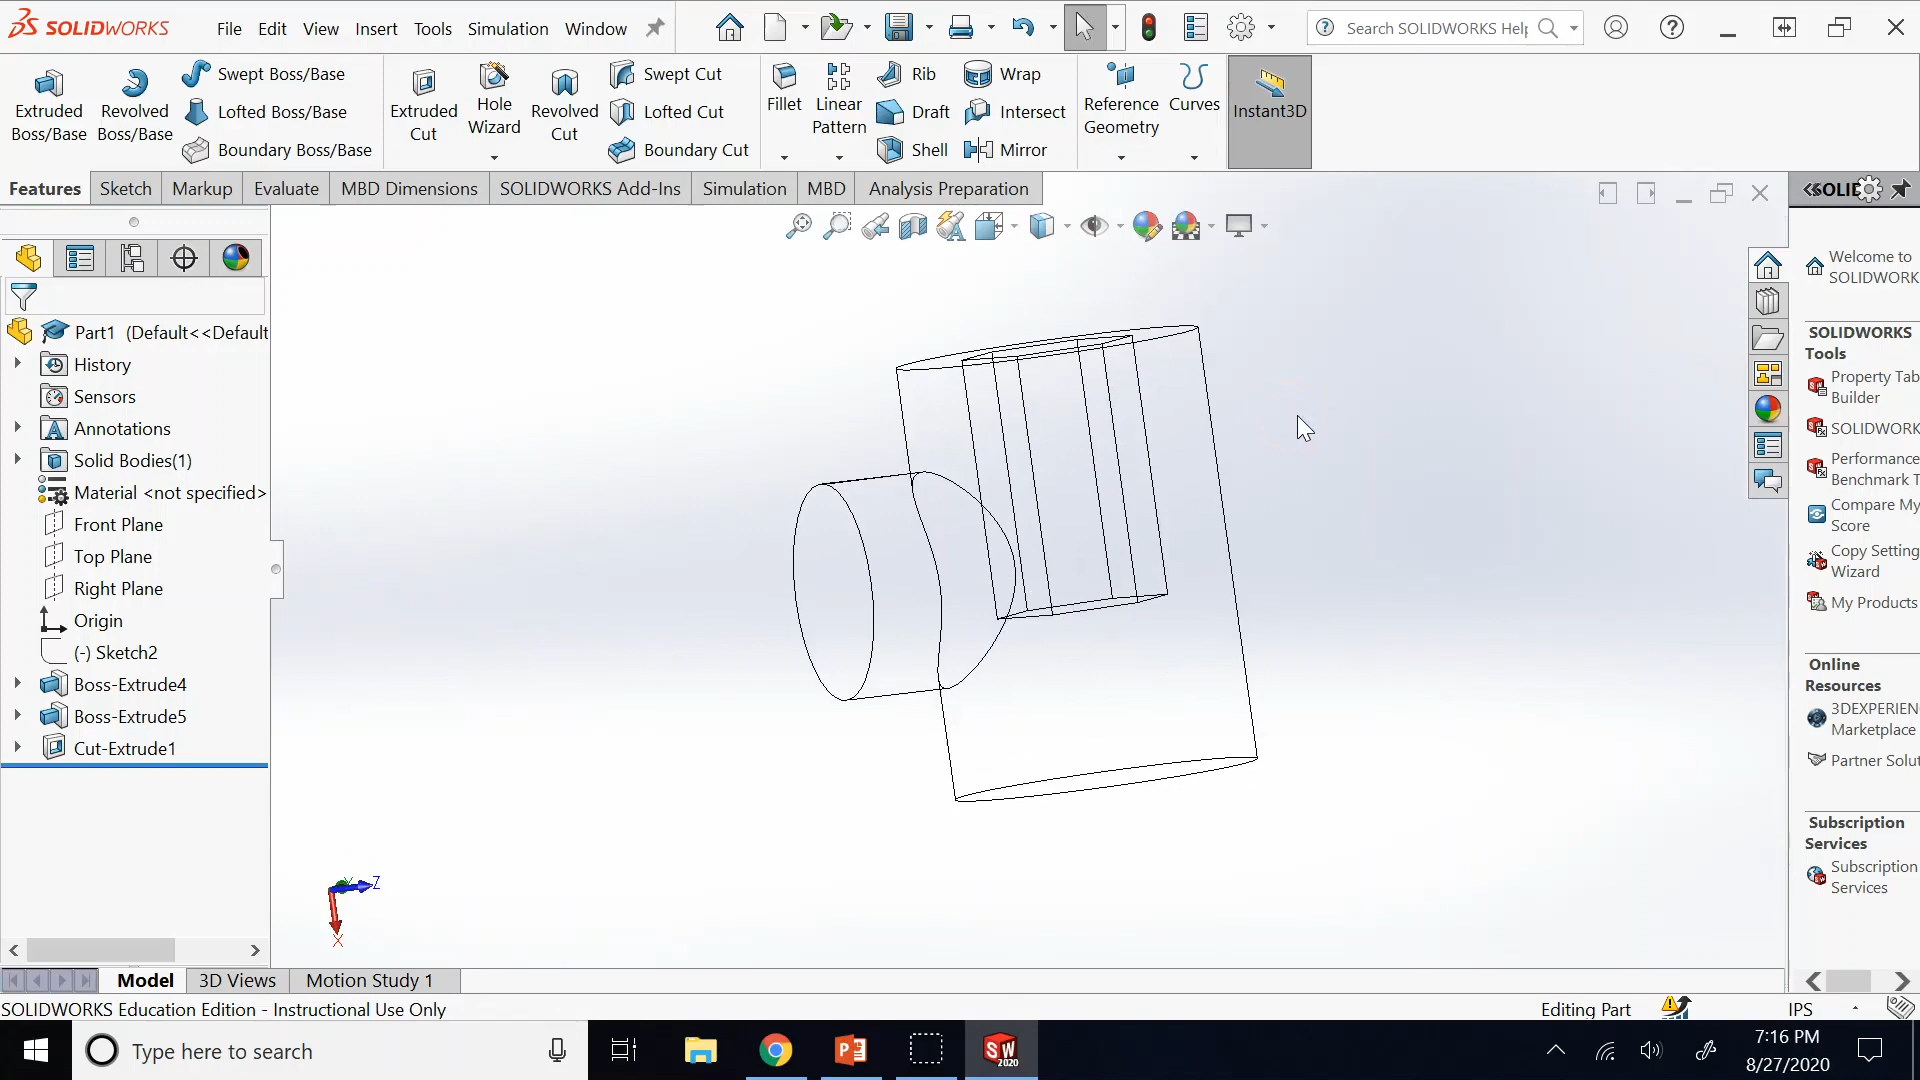 SOLIDWORKS File Edit View Insert Tools Simulation Window
Search SOLIDWORKS Help
Extruded Boss/Base
Revolved Boss/Base
Swept Boss/Base
Lofted Boss/Base
Boundary Boss/Base
Extruded Cut
Hole Wizard
Revolved Cut
Swept Cut
Lofted Cut
Boundary Cut
Fillet
Linear Pattern
Rib
Draft
Shell
Wrap
Intersect
Mirror
Reference Geometry
Curves
Instant3D
Features Sketch Markup Evaluate MBD Dimensions SOLIDWORKS Add-Ins Simulation MBD Analysis Preparation
Part1 (Default<<Default
History
Sensors
Annotations
Solid Bodies(1)
Material <not specified>
Front Plane
Top Plane
Right Plane
Origin
(-) Sketch2
Boss-Extrude4
Boss-Extrude5
Cut-Extrude1
Z
X
SOLID
Welcome to
SOLIDWORK
SOLIDWORKS
Tools
Property Tab
Builder
SOLIDWORK
Performance
Benchmark T
Compare My
Score
Copy Setting
Wizard
My Products
Online
Resources
3DEXPERIEN
Marketplace
Partner Solut
Subscription
Services
Subscription
Services
Model 3D Views Motion Study 1
SOLIDWORKS Education Edition - Instructional Use Only
Editing Part
IPS
Type here to search
SW
2020
7:16 PM
8/27/2020